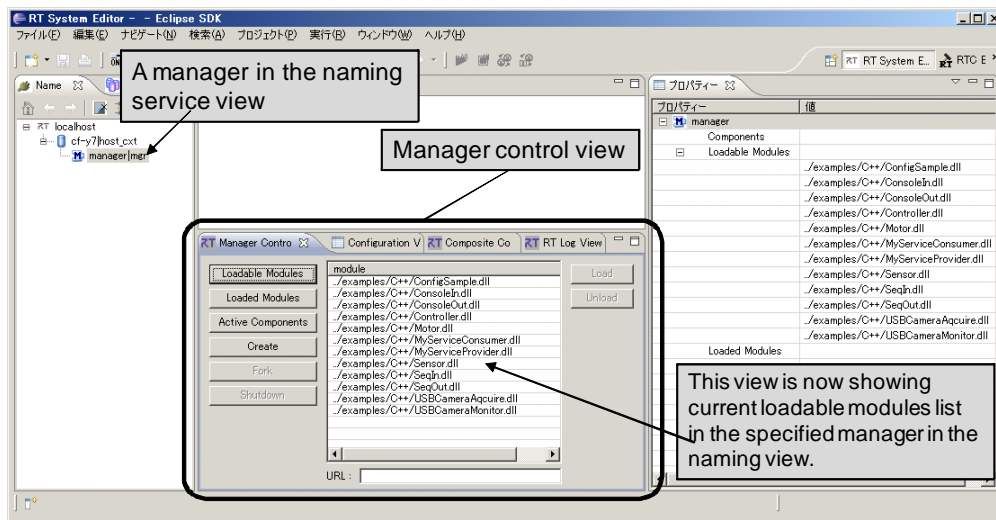 RT System Editor - - Eclipse SDK
ファイル(F) 編集(E) ナビゲート(N) 検索(A) プロジェクト(P) 実行(R) ウィンドウ(W) ヘルプ(H)
RT System E... RTC E
Name
A manager in the naming
service view
RT localhost
cf-y7|host_cxt
manager|mgr
Manager control view
プロパティー
プロパティー 値
manager
Components
Loadable Modules
../examples/C++/ConfigSample.dll
../examples/C++/ConsoleIn.dll
../examples/C++/ConsoleOut.dll
../examples/C++/Controller.dll
../examples/C++/Motor.dll
../examples/C++/MyServiceConsumer.dll
../examples/C++/MyServiceProvider.dll
../examples/C++/Sensor.dll
../examples/C++/SeqIn.dll
../examples/C++/SeqOut.dll
../examples/C++/USBCameraAqcuire.dll
../examples/C++/USBCameraMonitor.dll
Loaded Modules
RT Manager Contro Configuration V RT Composite Co RT RT Log View
Loadable Modules
Loaded Modules
Active Components
Create
Fork
Shutdown
module
../examples/C++/ConfigSample.dll
../examples/C++/ConsoleIn.dll
../examples/C++/ConsoleOut.dll
../examples/C++/Controller.dll
../examples/C++/Motor.dll
../examples/C++/MyServiceConsumer.dll
../examples/C++/MyServiceProvider.dll
../examples/C++/Sensor.dll
../examples/C++/SeqIn.dll
../examples/C++/SeqOut.dll
../examples/C++/USBCameraAqcuire.dll
../examples/C++/USBCameraMonitor.dll
Load
Unload
URL :
This view is now showing
current loadable modules list
in the specified manager in the
naming view.